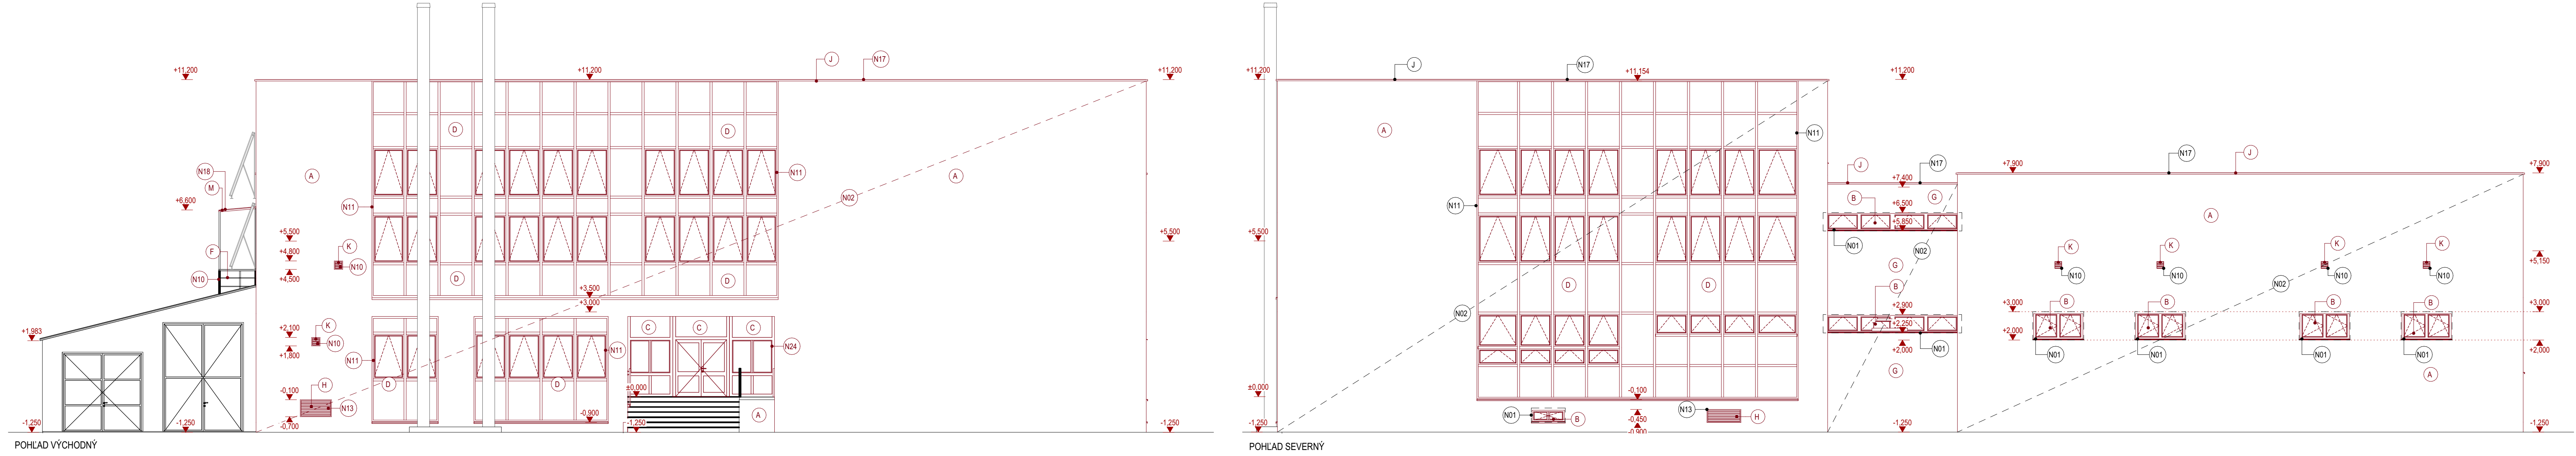 J
N17
+11,200
+11,200
+11,200
D
D
A
A
N18
M
N11
N02
+6,600
N11
+5,500
+4,800
+4,500
+5,500
K
N10
F
N10
D
D
+3,500
+3,000
+2,100
+1,800
K
N10
C
C
C
+1,983
N24
N11
N11
D
D
H
N13
-0,100
-0,700
±0,000
-0,900
A
-1,250
-1,250
-1,250
-1,250
POHĽAD VÝCHODNÝ
J
N17
+11,200
+11,154
+11,200
A
N11
J
N17
+7,900
N17
J
+7,900
+7,400
B
G
+6,500
+5,850
N11
A
N01
N02
+5,500
G
K
K
K
K
N10
N10
N10
N10
+5,150
D
D
N02
N02
B
+2,900
+2,250
+2,000
N01
G
+3,000
+2,000
B
B
B
B
+3,000
+2,000
N01
N01
N01
N01
A
±0,000
-0,100
-0,450
-0,900
N01
B
N13
H
-1,250
-1,250
-1,250
POHĽAD SEVERNÝ